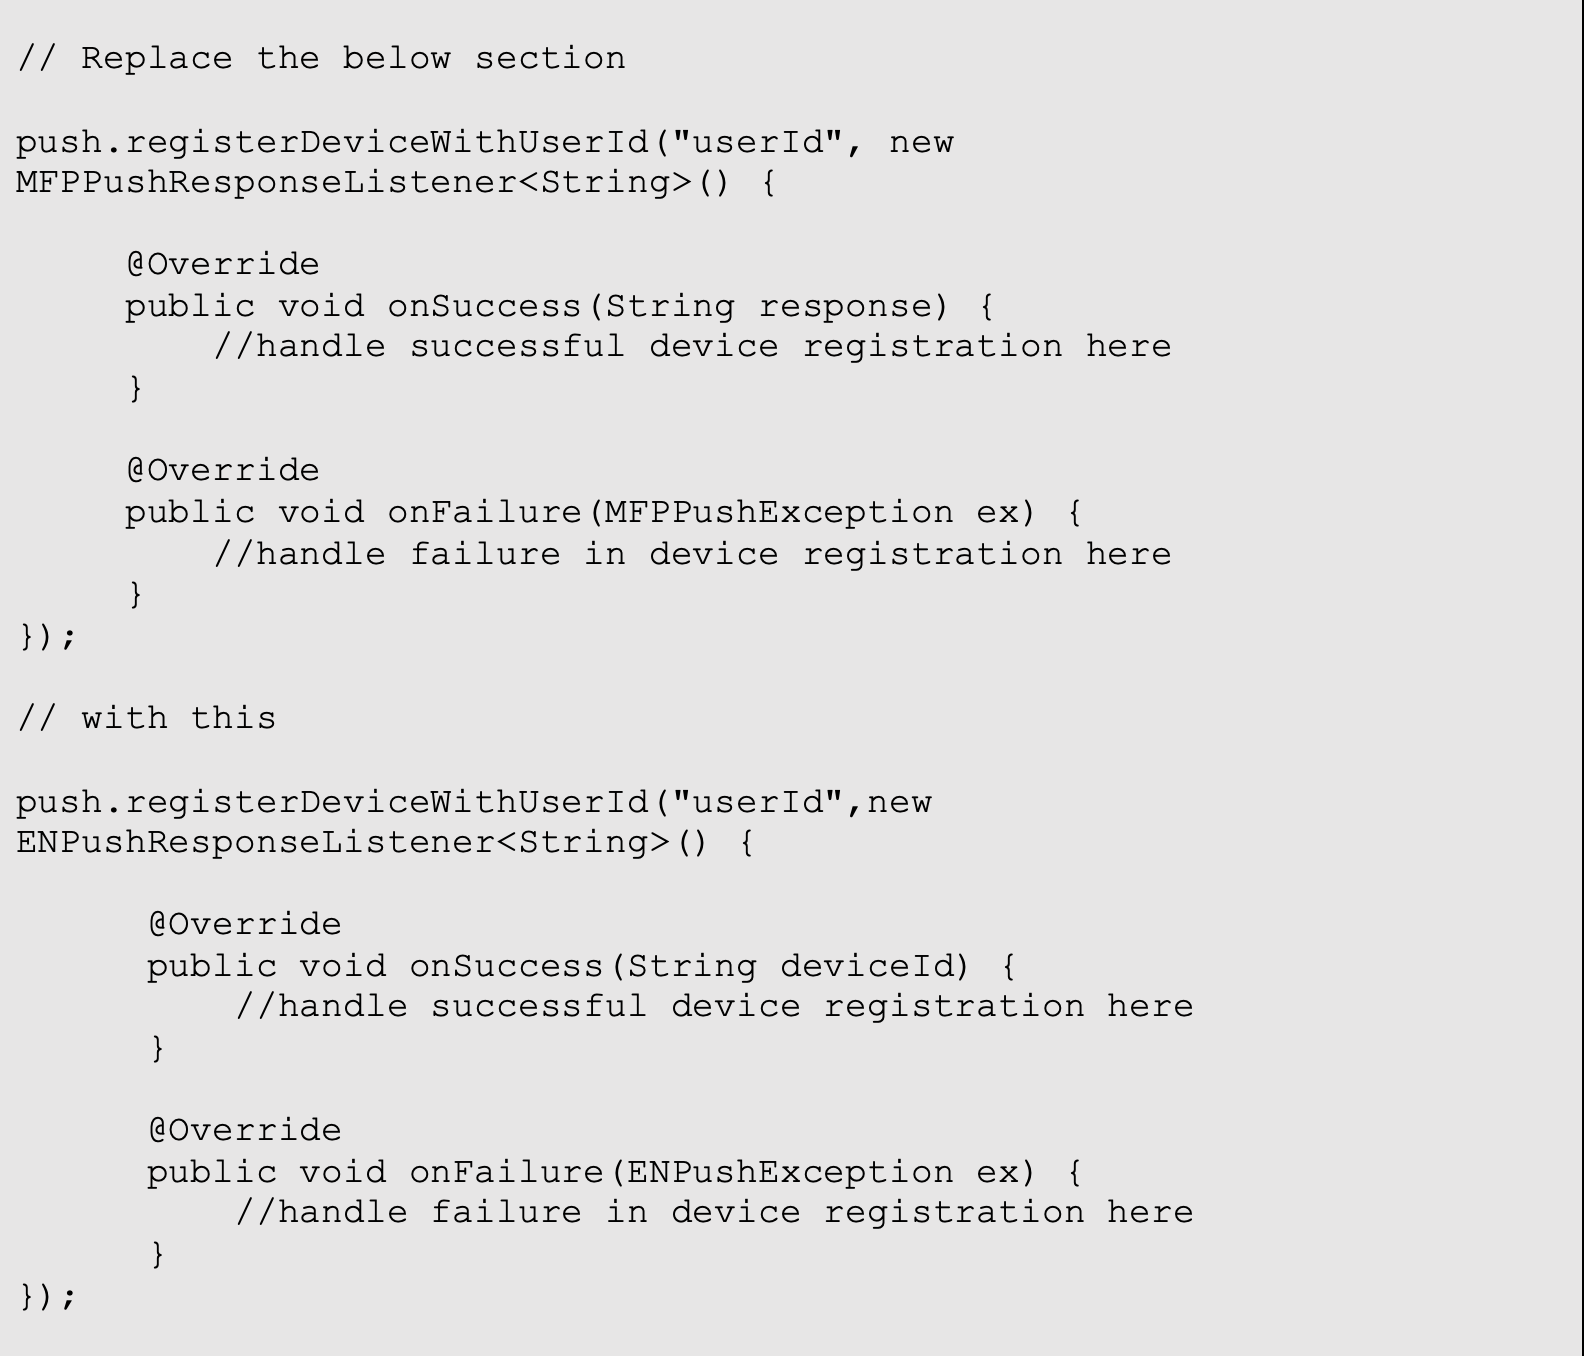 // Replace the below section
push.registerDeviceWithUserId("userId", new
MFPPushResponseListener<String>() {
@Override
public void onSuccess(String response) {
//handle successful device registration here
}
@Override
public void onFailure(MFPPushException ex) {
//handle failure in device registration here
}
});
// with this
push.registerDeviceWithUserId("userId",new
ENPushResponseListener<String>() {
@Override
public void onSuccess(String deviceId) {
//handle successful device registration here
}
@Override
public void onFailure(ENPushException ex) {
//handle failure in device registration here
}
});